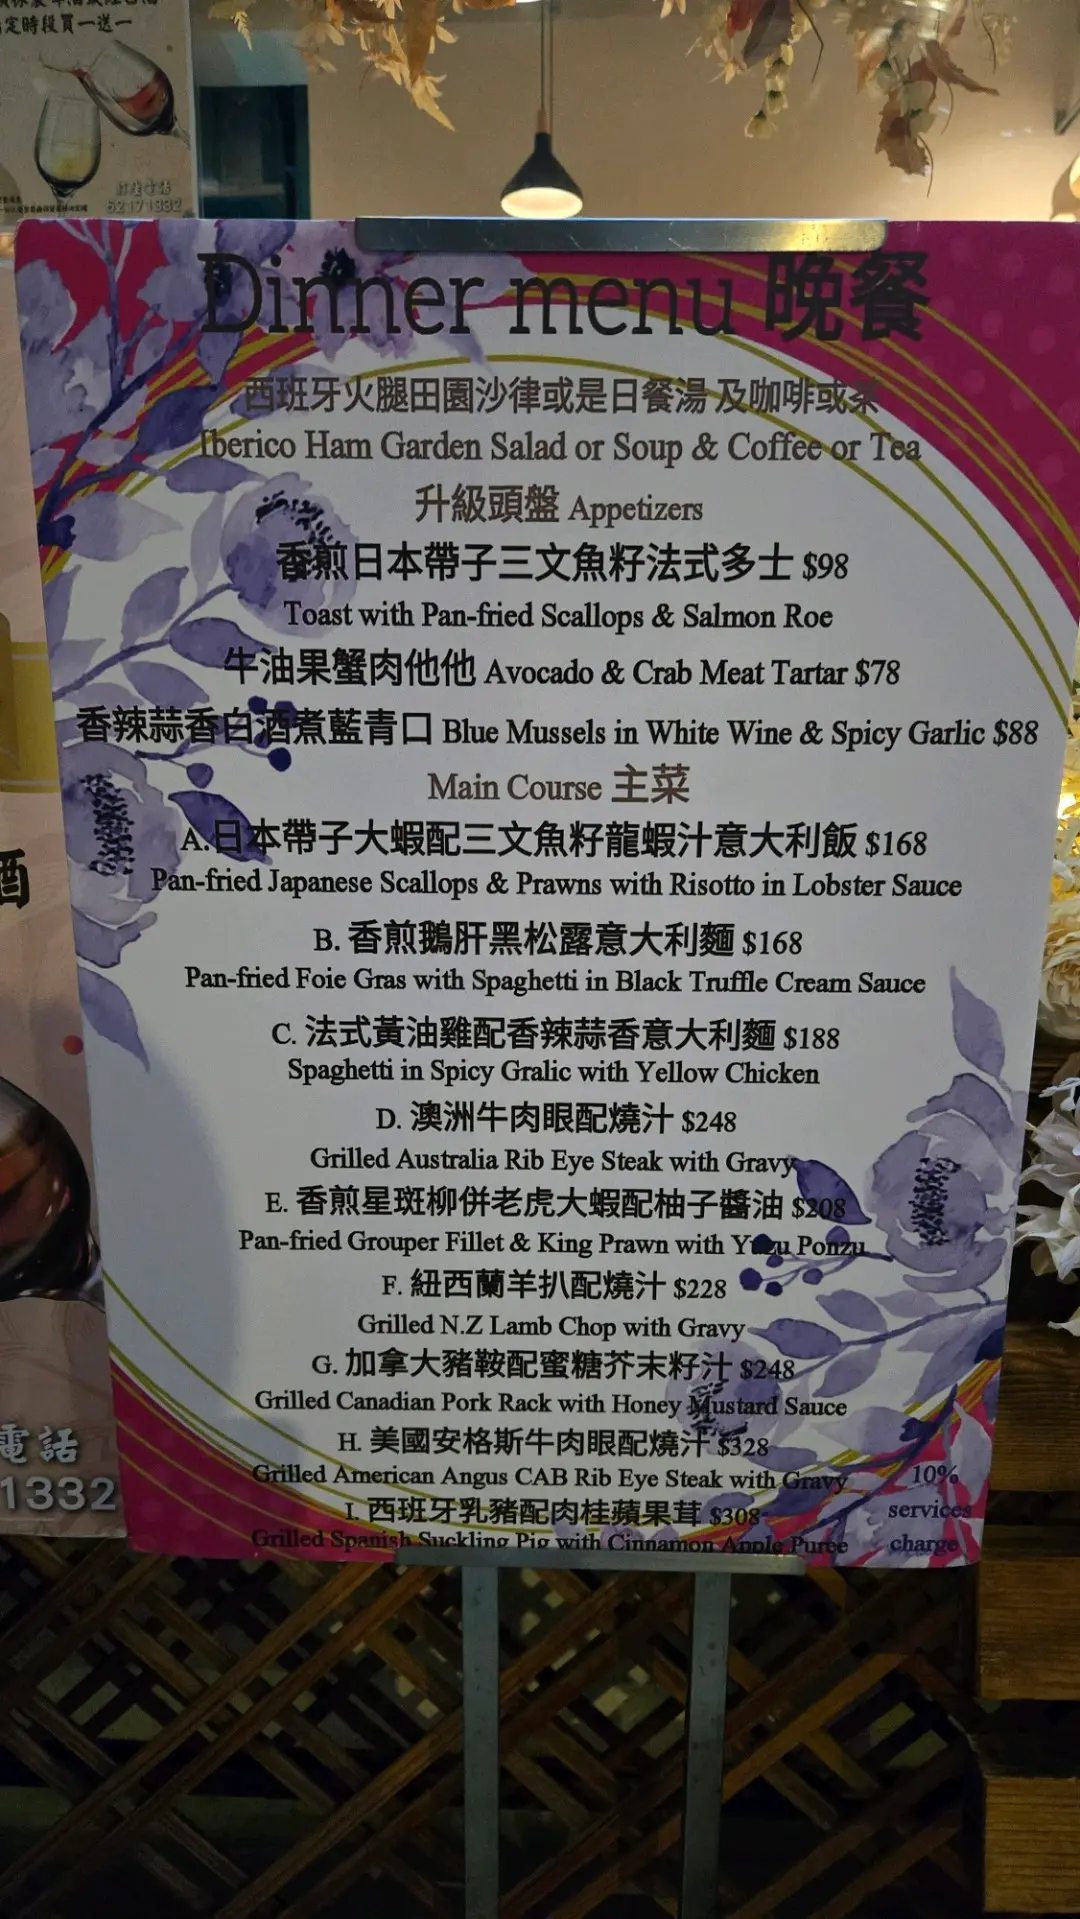 定時段買一送一
訂座電話
62171332
Dinner menu 晚餐
西班牙火腿田園沙律或是日餐湯 及咖啡或茶
Iberico Ham Garden Salad or Soup & Coffee or Tea
升級頭盤 Appetizers
香煎日本帶子三文魚籽法式多士 $98
Toast with Pan-fried Scallops & Salmon Roe
牛油果蟹肉他他 Avocado & Crab Meat Tartar $78
香辣蒜香白酒煮藍青口 Blue Mussels in White Wine & Spicy Garlic $88
Main Course 主菜
A.日本帶子大蝦配三文魚籽龍蝦汁意大利飯 $168
Pan-fried Japanese Scallops & Prawns with Risotto in Lobster Sauce
酒
B. 香煎鵝肝黑松露意大利麵 $168
Pan-fried Foie Gras with Spaghetti in Black Truffle Cream Sauce
C. 法式黃油雞配香辣蒜香意大利麵 $188
Spaghetti in Spicy Gralic with Yellow Chicken
D. 澳洲牛肉眼配燒汁 $248
Grilled Australia Rib Eye Steak with Gravy
E. 香煎星斑柳併老虎大蝦配柚子醬油 $208
Pan-fried Grouper Fillet & King Prawn with Yuzu Ponzu
F. 紐西蘭羊扒配燒汁 $228
Grilled N.Z Lamb Chop with Gravy
G. 加拿大豬鞍配蜜糖芥末籽汁 $248
Grilled Canadian Pork Rack with Honey Mustard Sauce
H. 美國安格斯牛肉眼配燒汁 $328
Grilled American Angus CAB Rib Eye Steak with Gravy
I. 西班牙乳豬配肉桂蘋果茸 $308
Grilled Spanish Suckling Pig with Cinnamon Apple Puree
10%
services
charge
電話
1332